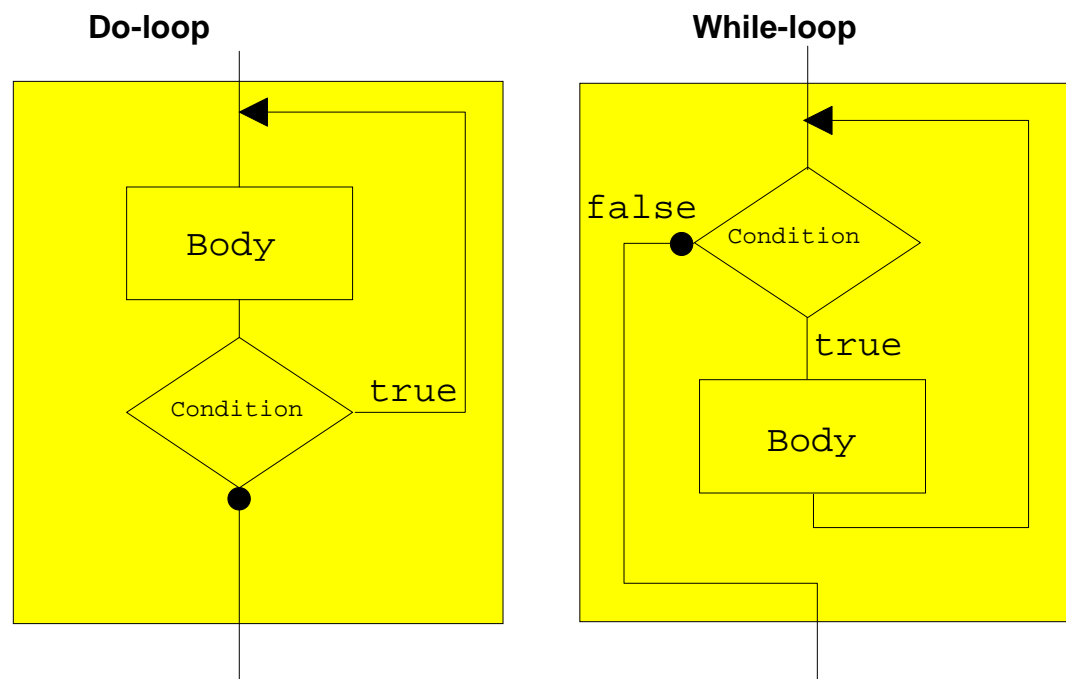 Do-loop
Body
Condition
true
While-loop
false
Condition
true
Body